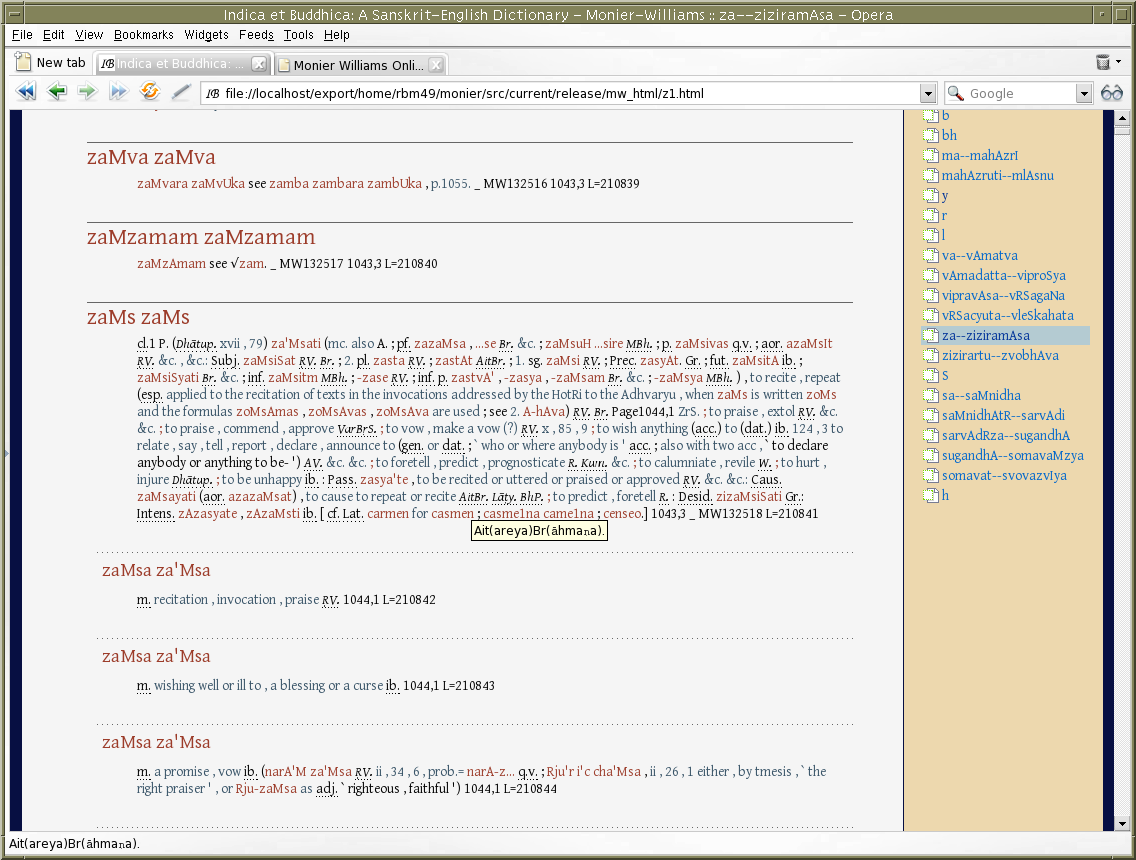 Indica et Buddhica: A Sanskrit-English Dictionary - Monier-Williams :: za--ziziramAsa - Opera
File Edit View Bookmarks Widgets Feeds Tools Help
New tab IB Indica et Buddhica: ... Monier Williams Onli...
IB file://localhost/export/home/rbm49/monier/src/current/release/mw_html/z1.html Google
zaMva zaMva
zaMvara zaMvUka see zamba zambara zambUka , p.1055. _ MW132516 1043,3 L=210839
zaMzamam zaMzamam
zaMzAmam see √zam. _ MW132517 1043,3 L=210840
zaMs zaMs
cl.1 P. (Dhātup. xvii , 79) za'Msati (mc. also A. ; pf. zazaMsa , ...se Br. &c. ; zaMsuH ...sire MBh. ; p. zaMsivas q.v. ; aor. azaMsIt
RV. &c. , &c.: Subj. zaMsiSat RV. Br. ; 2. pl. zasta RV. ; zastAt AitBr. ; 1. sg. zaMsi RV. ; Prec. zasyAt. Gr. ; fut. zaMsitA ib. ;
zaMsiSyati Br. &c. ; inf. zaMsitm MBh. ; -zase RV. ; inf. p. zastvA' , -zasya , -zaMsam Br. &c. ; -zaMsya MBh. ) , to recite , repeat
(esp. applied to the recitation of texts in the invocations addressed by the HotRi to the Adhvaryu , when zaMs is written zoMs
and the formulas zoMsAmas , zoMsAvas , zoMsAva are used ; see 2. A-hAva) RV. Br. Page1044,1 ZrS. ; to praise , extol RV. &c.
&c. ; to praise , commend , approve VarBrS. ; to vow , make a vow (?) RV. x , 85 , 9 ; to wish anything (acc.) to (dat.) ib. 124 , 3 to
relate , say , tell , report , declare , announce to (gen. or dat. ; ` who or where anybody is ' acc. ; also with two acc , ` to declare
anybody or anything to be- ') AV. &c. &c. ; to foretell , predict , prognosticate R. Kum. &c. ; to calumniate , revile W. ; to hurt ,
injure Dhātup. ; to be unhappy ib. : Pass. zasya'te , to be recited or uttered or praised or approved RV. &c. &c.: Caus.
zaMsayati (aor. azazaMsat) , to cause to repeat or recite AitBr. Lāty. BhP. ; to predict , foretell R. : Desid. zizaMsiSati Gr.:
Intens. zAzasyate , zAzaMsti ib. [ cf. Lat. carmen for casmen ; casme1na came1na ; censeo.] 1043,3 _ MW132518 L=210841
Ait(areya)Br(āhmaṇa).
zaMsa za'Msa
m. recitation , invocation , praise RV. 1044,1 L=210842
zaMsa za'Msa
m. wishing well or ill to , a blessing or a curse ib. 1044,1 L=210843
zaMsa za'Msa
m. a promise , vow ib. (narA'M za'Msa RV. ii , 34 , 6 , prob.= narA-z... q.v. ; Rju'r i'c cha'Msa , ii , 26 , 1 either , by tmesis , ` the
right praiser ' , or Rju-zaMsa as adj. ` righteous , faithful ') 1044,1 L=210844
b
bh
ma--mahAzrI
mahAzruti--mlAsnu
y
r
l
va--vAmatva
vAmadatta--viproSya
vipravAsa--vRSagaNa
vRSacyuta--vleSkahata
za--ziziramAsa
zizirartu--zvobhAva
S
sa--saMnidha
saMnidhAtR--sarvAdi
sarvAdRza--sugandhA
sugandhA--somavaMzya
somavat--svovazvIya
h
Ait(areya)Br(āhmaṇa).